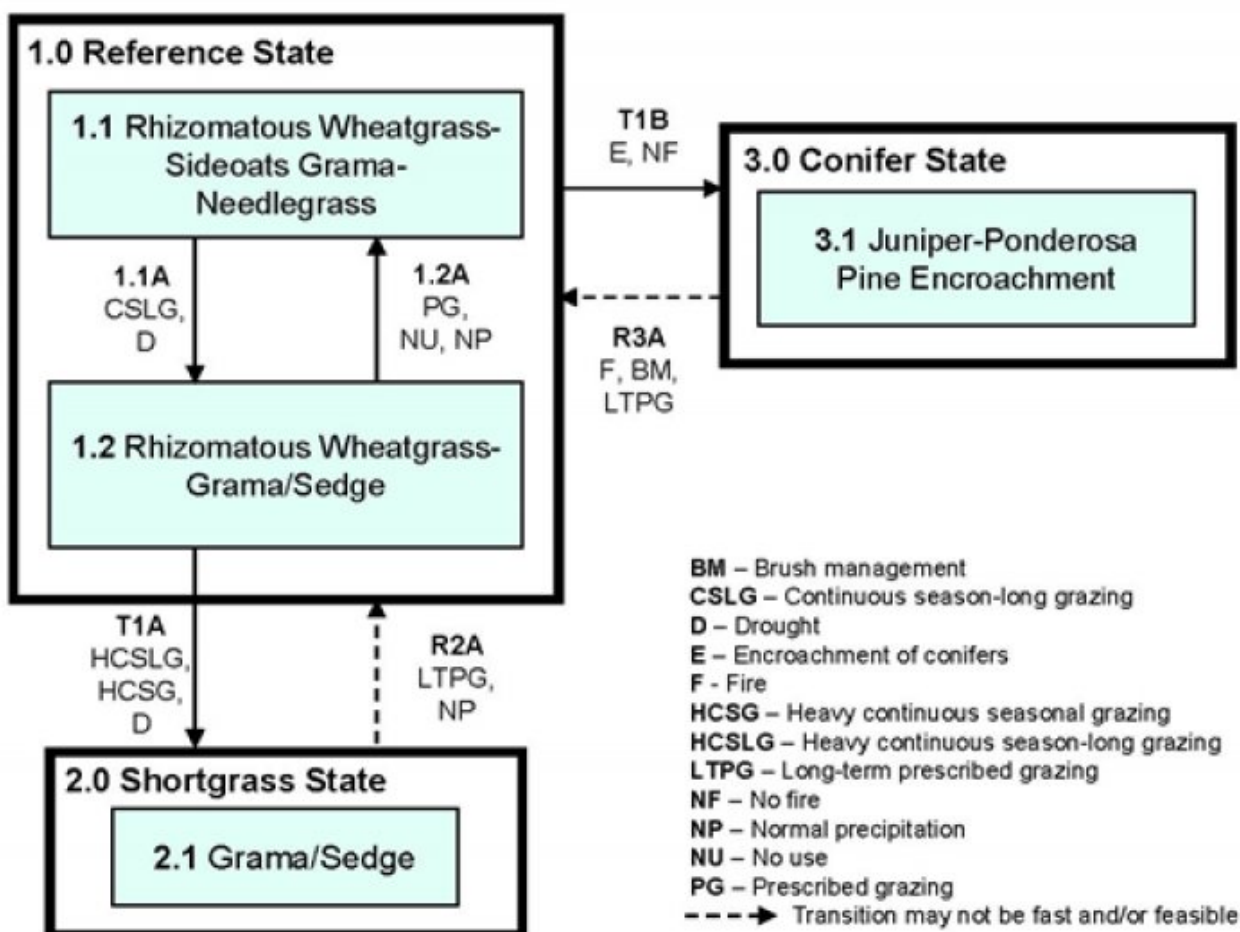 1.0 Reference State
1.1 Rhizomatous Wheatgrass-
Sideoats Grama-
Needlegrass
1.1A
CSLG,
D
1.2A
PG,
NU, NP
1.2 Rhizomatous Wheatgrass-
Grama/Sedge
T1B
E, NF
3.0 Conifer State
3.1 Juniper-Ponderosa
Pine Encroachment
R3A
F, BM,
LTPG
T1A
HCSLG,
HCSG,
D
R2A
LTPG,
NP
2.0 Shortgrass State
2.1 Grama/Sedge
BM – Brush management
CSLG – Continuous season-long grazing
D – Drought
E – Encroachment of conifers
F - Fire
HCSG – Heavy continuous seasonal grazing
HCSLG – Heavy continuous season-long grazing
LTPG – Long-term prescribed grazing
NF – No fire
NP – Normal precipitation
NU – No use
PG – Prescribed grazing
Transition may not be fast and/or feasible